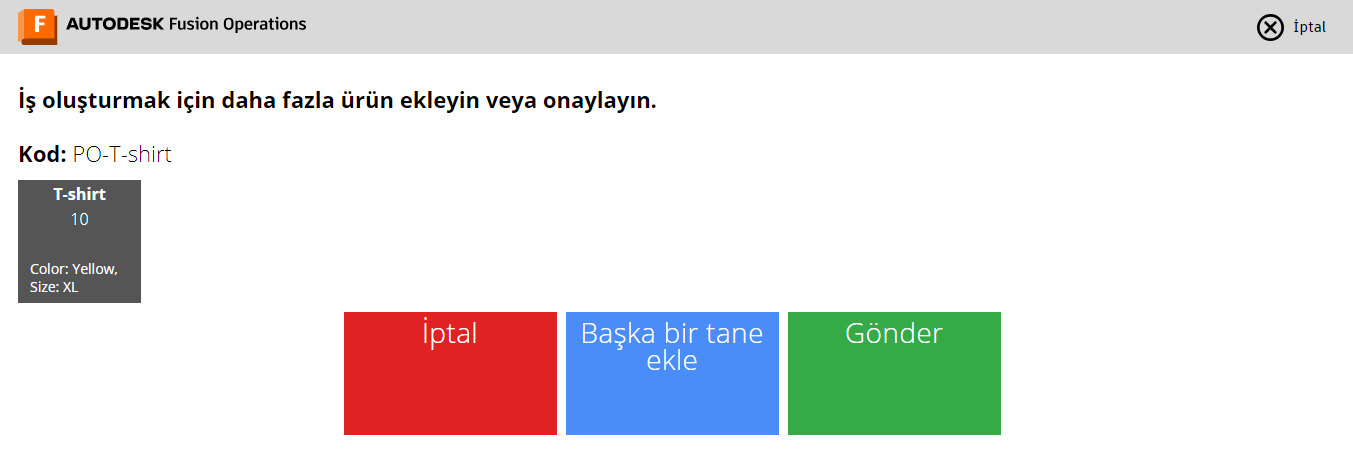 F AUTODESK Fusion Operations
İptal
İş oluşturmak için daha fazla ürün ekleyin veya onaylayın.
Kod: PO-T-shirt
T-shirt
10
Color: Yellow,
Size: XL
İptal
Başka bir tane
ekle
Gönder